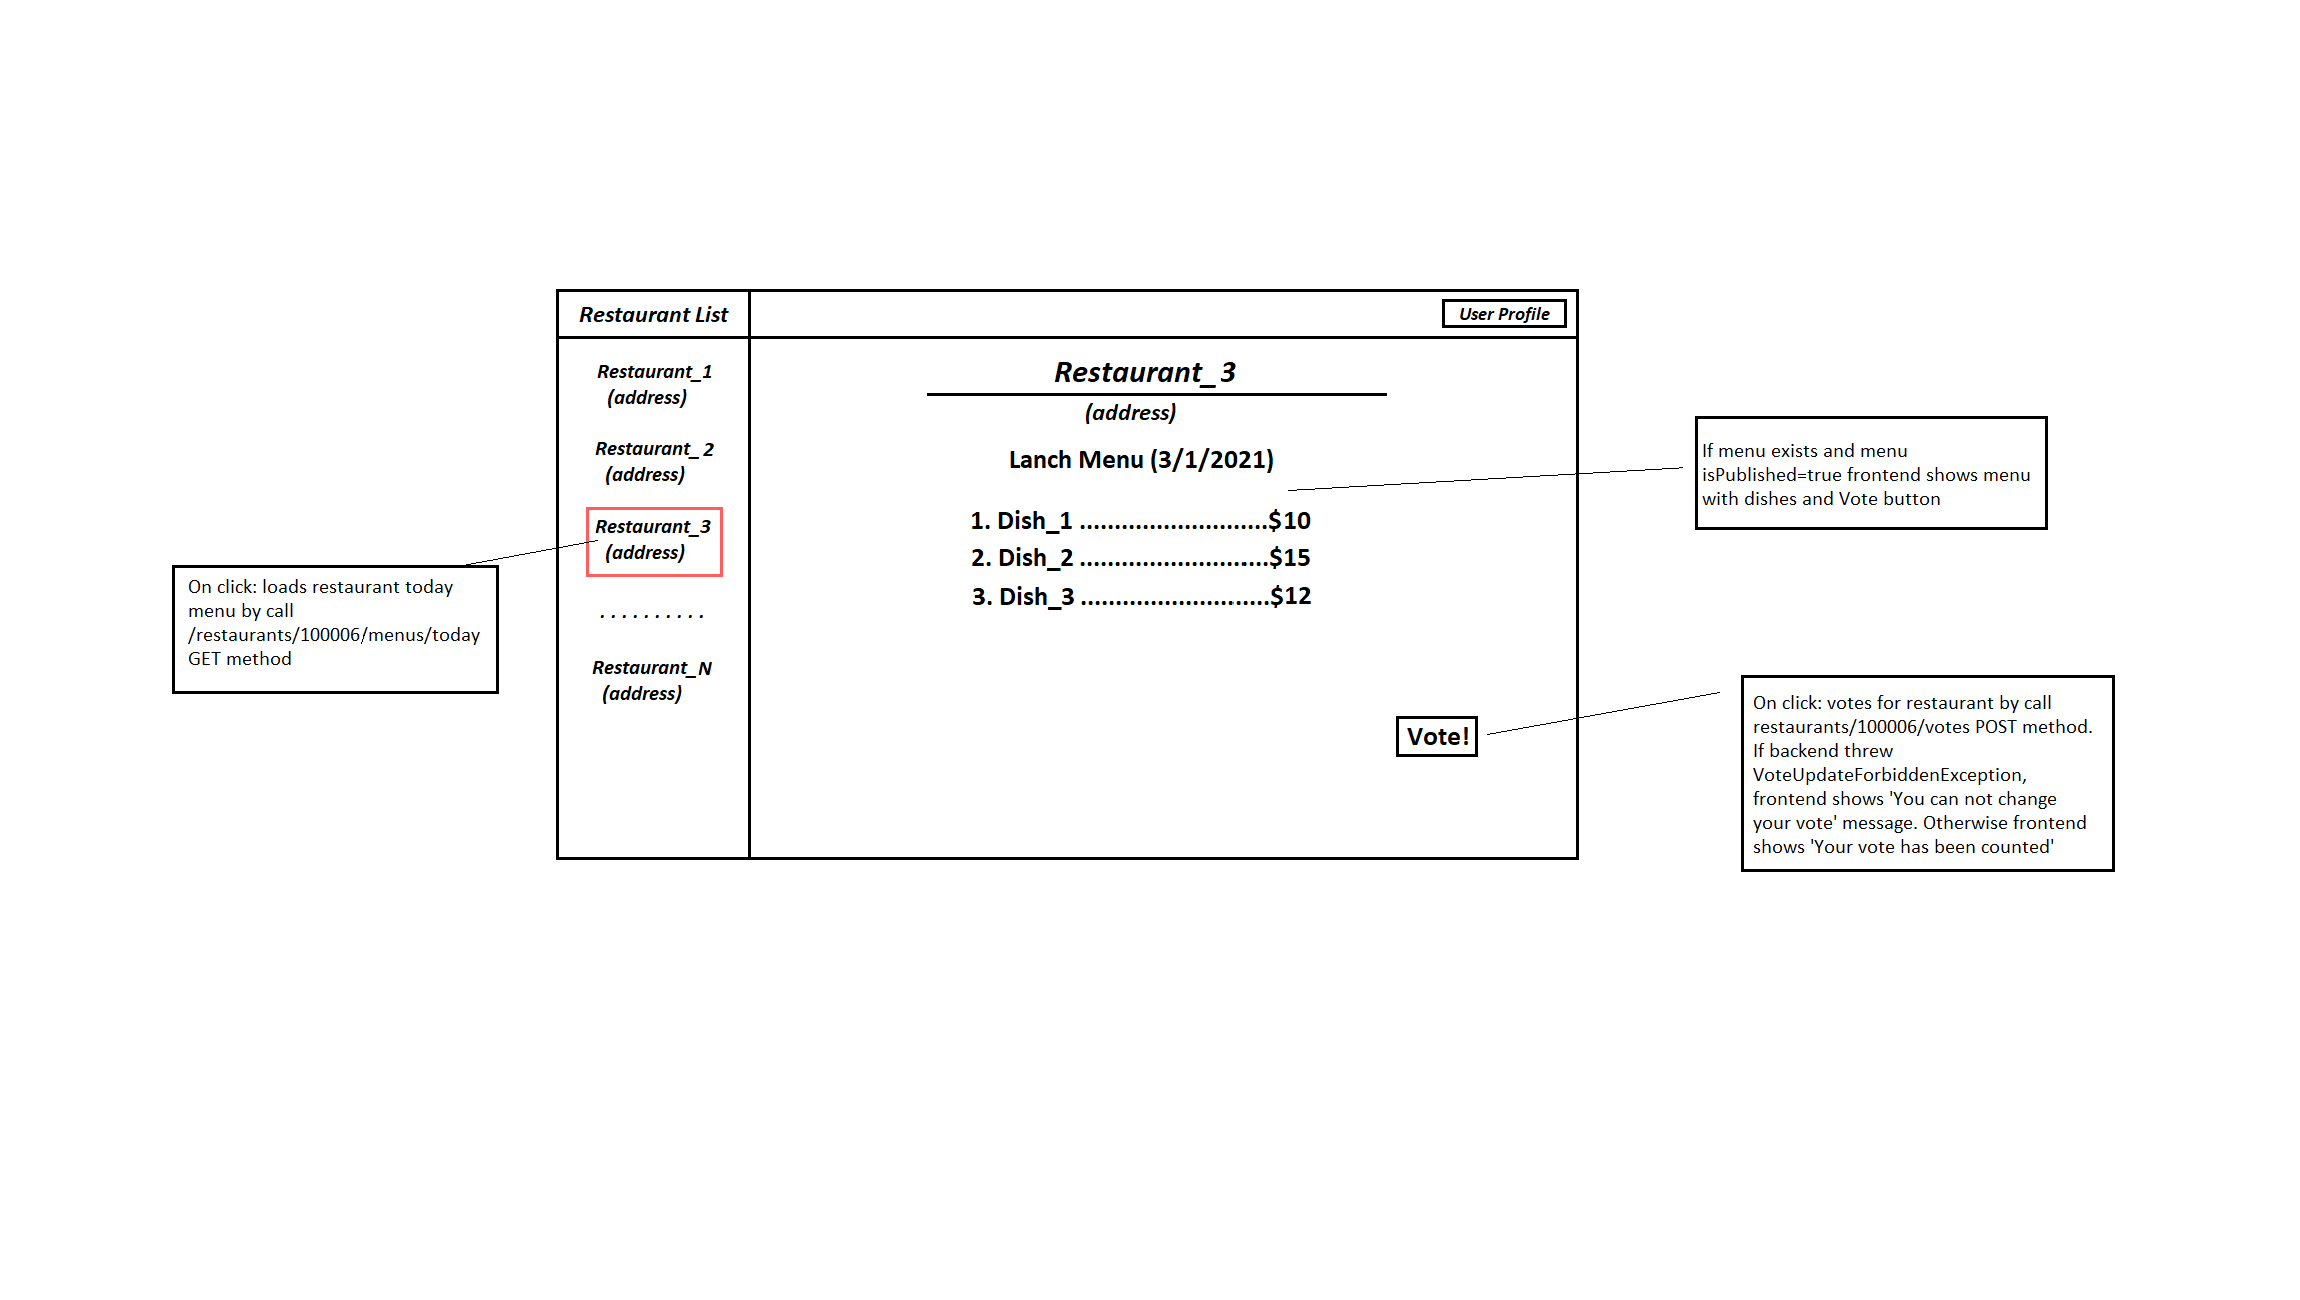 Restaurant List
User Profile
Restaurant_1
(address)
Restaurant_2
(address)
Restaurant_3
(address)
. . . . . . . . . .
Restaurant_N
(address)
Restaurant_3
(address)
Lanch Menu (3/1/2021)
1. Dish_1 ...........................$10
2. Dish_2 ...........................$15
3. Dish_3 ...........................$12
Vote!
On click: loads restaurant today
menu by call
/restaurants/100006/menus/today
GET method
If menu exists and menu
isPublished=true frontend shows menu
with dishes and Vote button
On click: votes for restaurant by call
restaurants/100006/votes POST method.
If backend threw
VoteUpdateForbiddenException,
frontend shows 'You can not change
your vote' message. Otherwise frontend
shows 'Your vote has been counted'